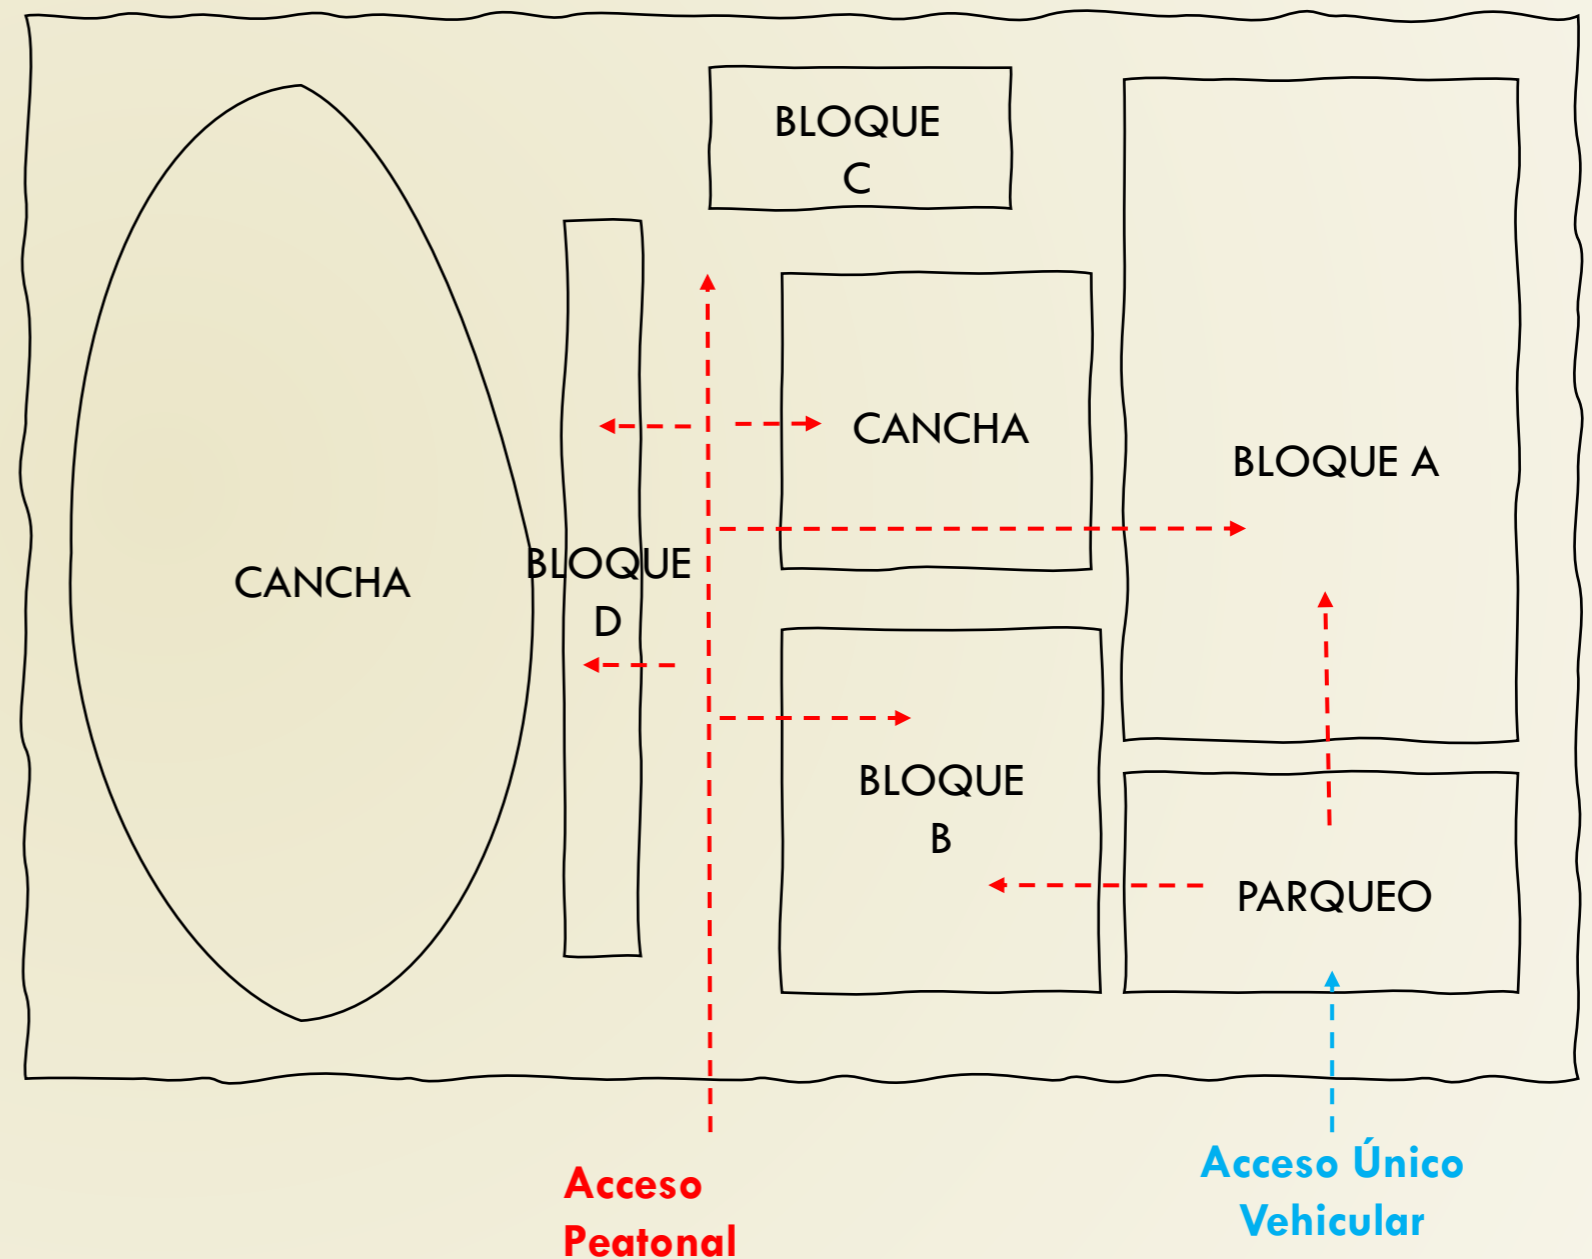 BLOQUE
C
CANCHA
BLOQUE A
BLOQUE
D
CANCHA
BLOQUE
B
PARQUEO
Acceso
Peatonal
Acceso Único
Vehicular